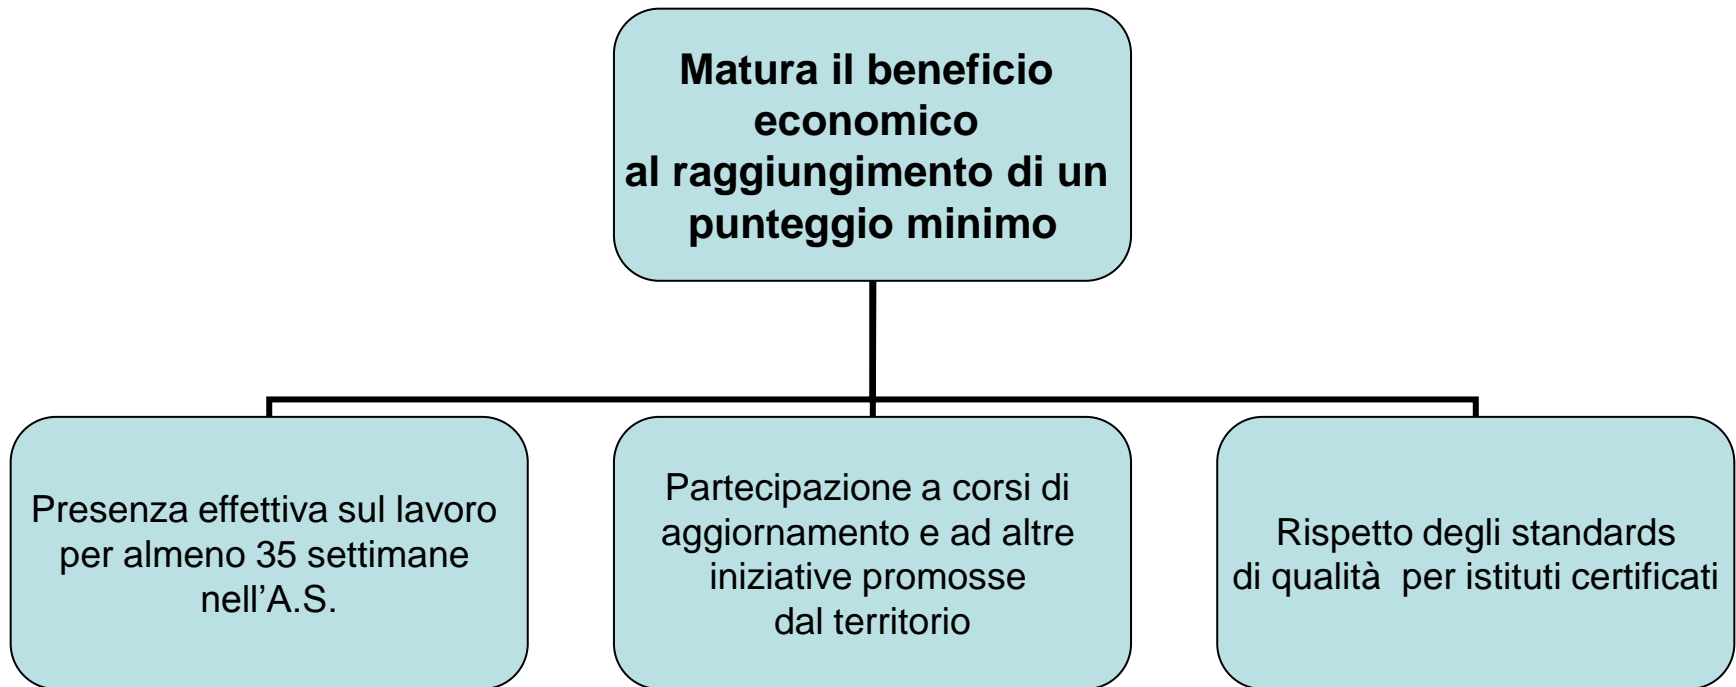 Matura il beneficio
economico
al raggiungimento di un
punteggio minimo
Presenza effettiva sul lavoro
per almeno 35 settimane
nell’A.S.
Partecipazione a corsi di
aggiornamento e ad altre
iniziative promosse
dal territorio
Rispetto degli standards
di qualità  per istituti certificati